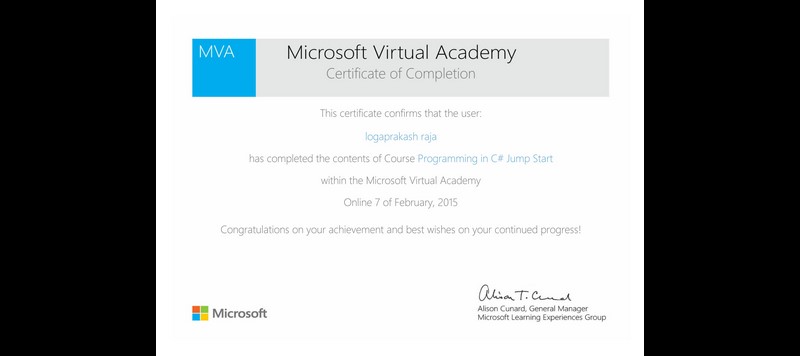 MVA
Microsoft Virtual Academy
Certificate of Completion
This certificate confirms that the user:
logaprakash raja
has completed the contents of Course Programming in C# Jump Start
within the Microsoft Virtual Academy
Online 7 of February, 2015
Congratulations on your achievement and best wishes on your continued progress!
Alison T. Cunard
Alison Cunard, General Manager
Microsoft Learning Experiences Group
Microsoft